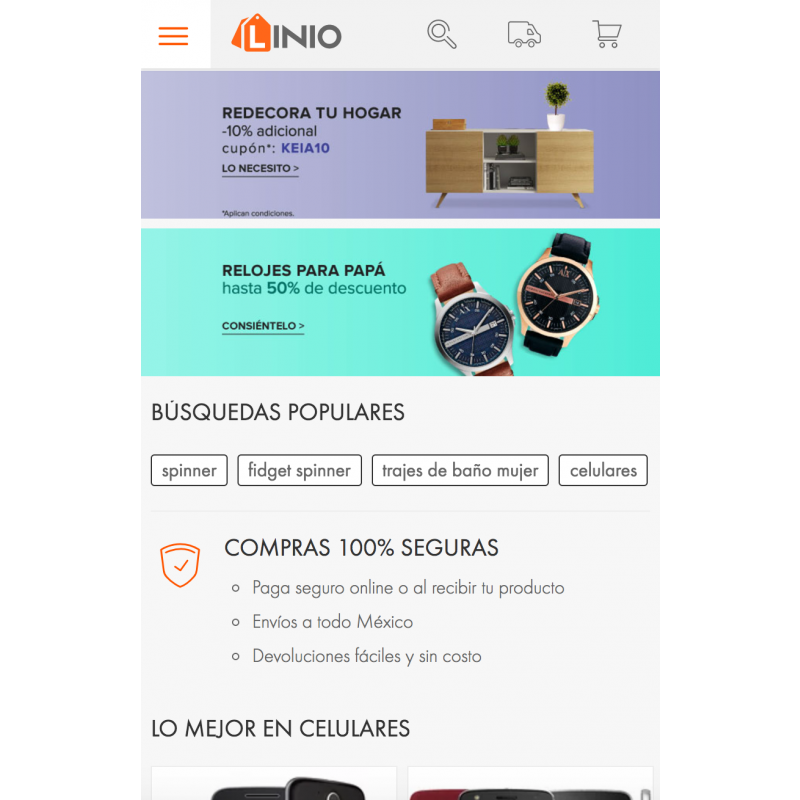 LINIO
REDECORA TU HOGAR
-10% adicional
cupón*: KEIA10
LO NECESITO >
*Aplican condiciones.
RELOJES PARA PAPÁ
hasta 50% de descuento
CONSIÉNTELO >
AX
BÚSQUEDAS POPULARES
spinner fidget spinner trajes de baño mujer celulares
COMPRAS 100% SEGURAS
Paga seguro online o al recibir tu producto
Envíos a todo México
Devoluciones fáciles y sin costo
LO MEJOR EN CELULARES